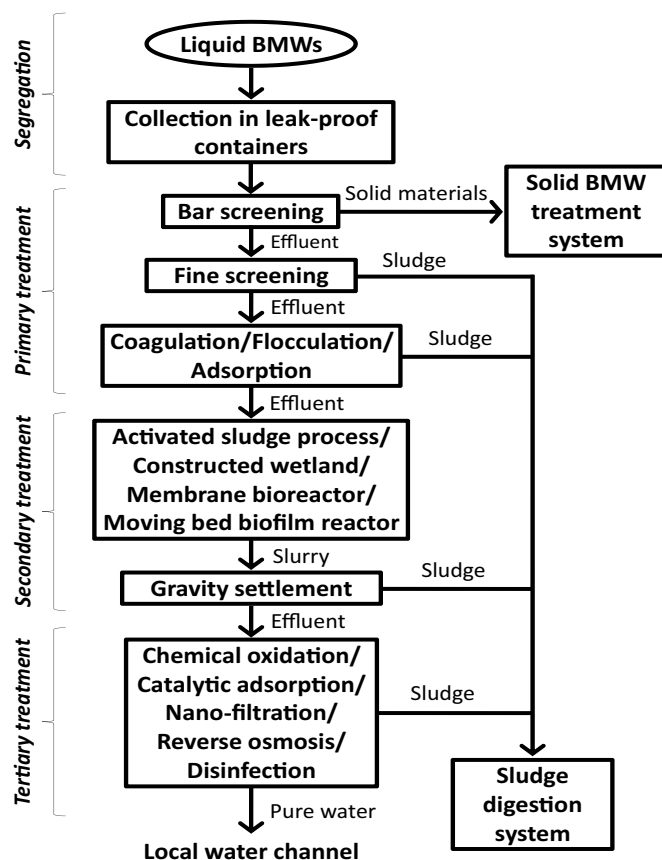 Segregation
Liquid BMWs
Collection in leak-proof
containers
Primary treatment
Bar screening
Solid materials
Solid BMW
treatment
system
Effluent
Fine screening
Sludge
Effluent
Coagulation/Flocculation/
Adsorption
Sludge
Effluent
Secondary treatment
Activated sludge process/
Constructed wetland/
Membrane bioreactor/
Moving bed biofilm reactor
Slurry
Gravity settlement
Sludge
Effluent
Tertiary treatment
Chemical oxidation/
Catalytic adsorption/
Nano-filtration/
Reverse osmosis/
Disinfection
Sludge
Sludge
digestion
system
Pure water
Local water channel